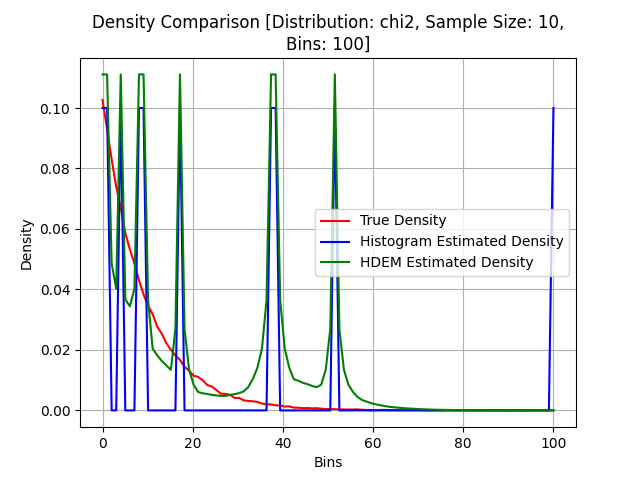 Density Comparison [Distribution: chi2, Sample Size: 10,
Bins: 100]
Density
0.10
0.08
0.06
0.04
0.02
0.00
True Density
Histogram Estimated Density
HDEM Estimated Density
0 20 40 60 80 100
Bins